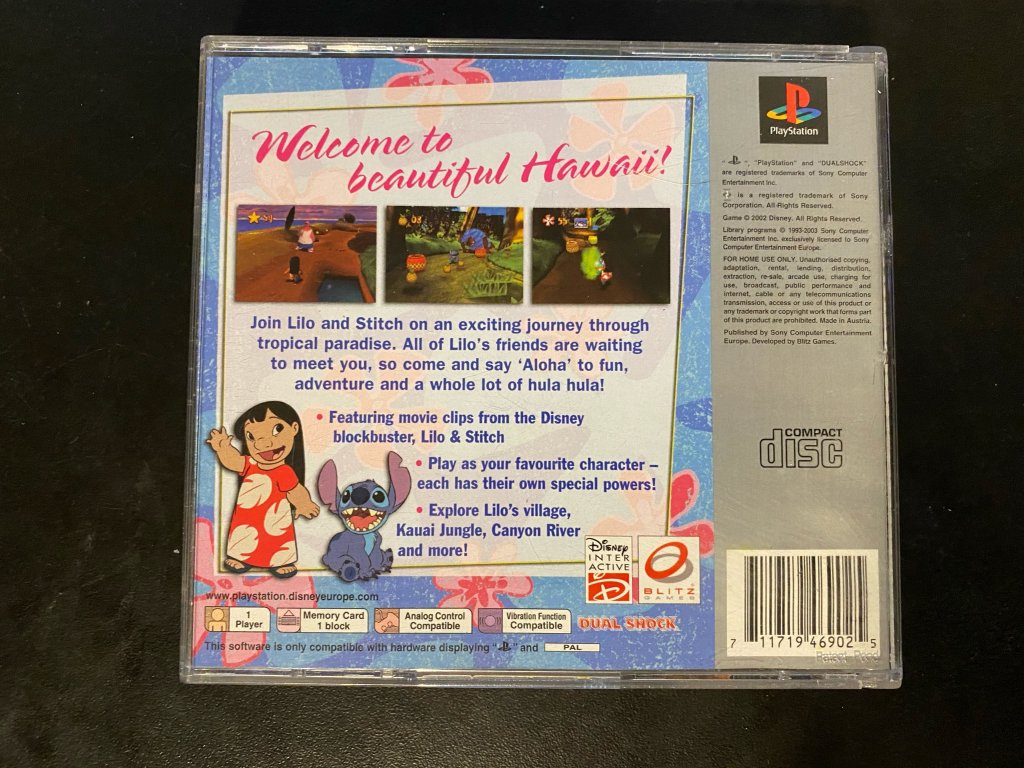 Welcome to
beautiful Hawaii!
51
03
55
Join Lilo and Stitch on an exciting journey through
tropical paradise. All of Lilo's friends are waiting
to meet you, so come and say 'Aloha' to fun,
adventure and a whole lot of hula hula!
• Featuring movie clips from the Disney
blockbuster, Lilo & Stitch
• Play as your favourite character –
each has their own special powers!
• Explore Lilo's village,
Kauai Jungle, Canyon River
and more!
Disney
INTER
ACTIVE
BLITZ
GAMES
www.playstation.disneyeurope.com
1
Player
Memory Card
1 block
Analog Control
Compatible
Vibration Function
Compatible
DUAL SHOCK
This software is only compatible with hardware displaying " " and PAL
PlayStation
" ", "PlayStation" and "DUALSHOCK"
are registered trademarks of Sony Computer
Entertainment Inc.
is a registered trademark of Sony
Corporation. All Rights Reserved.
Game © 2002 Disney. All Rights Reserved.
Library programs © 1993-2003 Sony Computer
Entertainment Inc. exclusively licensed to Sony
Computer Entertainment Europe.
FOR HOME USE ONLY. Unauthorised copying,
adaptation, rental, lending, distribution,
extraction, re-sale, arcade use, charging for
use, broadcast, public performance and
internet, cable or any telecommunications
transmission, access or use of this product or
any trademark or copyright work that forms part
of this product are prohibited. Made in Austria.
Published by Sony Computer Entertainment
Europe. Developed by Blitz Games.
COMPACT
disc
7 11719 46902 5
Patent Pend